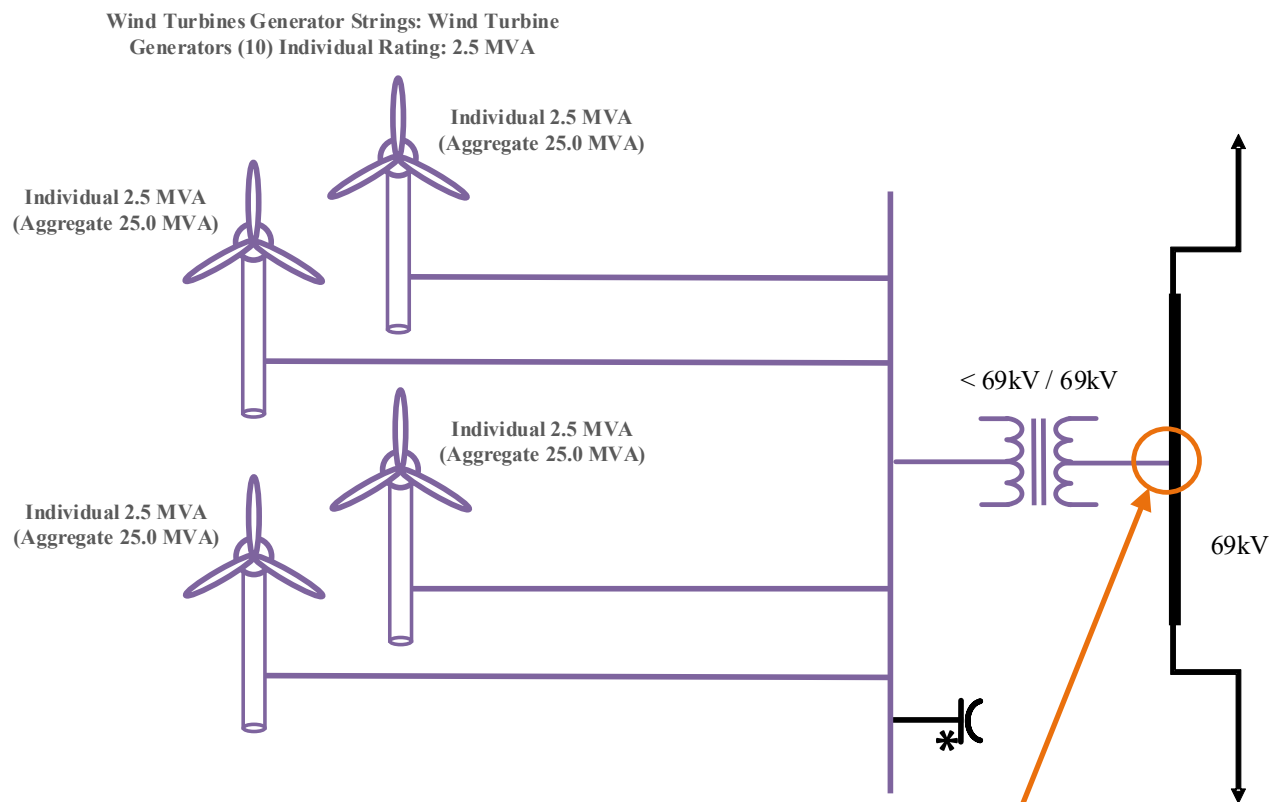 Wind Turbines Generator Strings: Wind Turbine
Generators (10) Individual Rating: 2.5 MVA
Individual 2.5 MVA
(Aggregate 25.0 MVA)
Individual 2.5 MVA
(Aggregate 25.0 MVA)
< 69kV / 69kV
Individual 2.5 MVA
(Aggregate 25.0 MVA)
Individual 2.5 MVA
(Aggregate 25.0 MVA)
69kV
*